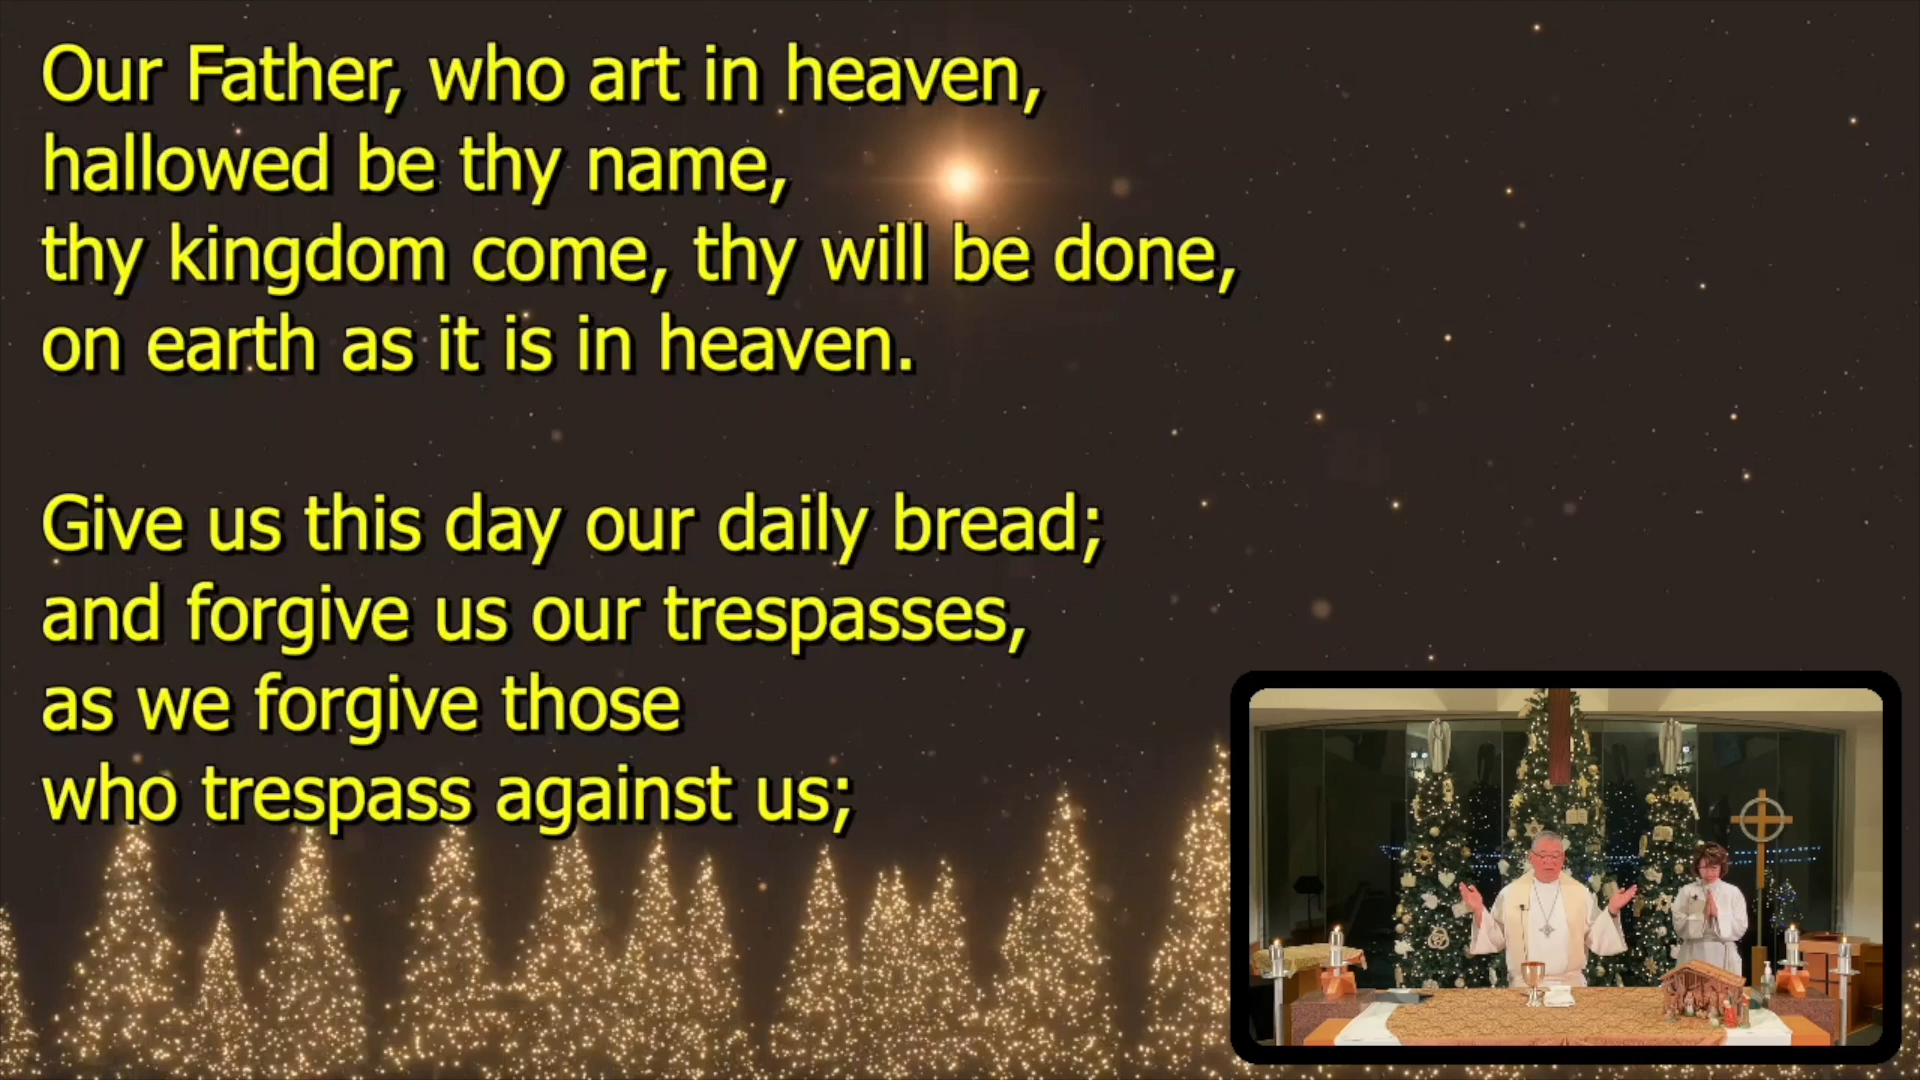 Our Father, who art in heaven,
hallowed be thy name,
thy kingdom come, thy will be done,
on earth as it is in heaven.
Give us this day our daily bread;
and forgive us our trespasses,
as we forgive those
who trespass against us;